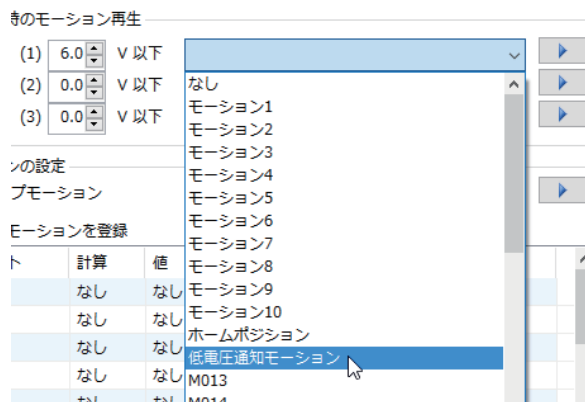 時のモーション再生
(1) 6.0 V 以下
(2) 0.0 V 以下
(3) 0.0 V 以下
なし
モーション1
モーション2
モーション3
モーション4
モーション5
モーション6
モーション7
モーション8
モーション9
モーション10
ホームポジション
低電圧通知モーション
M013
M014
ンの設定
プモーション
モーションを登録
ト 計算 値
なし なし
なし なし
なし なし
なし なし
なし なし